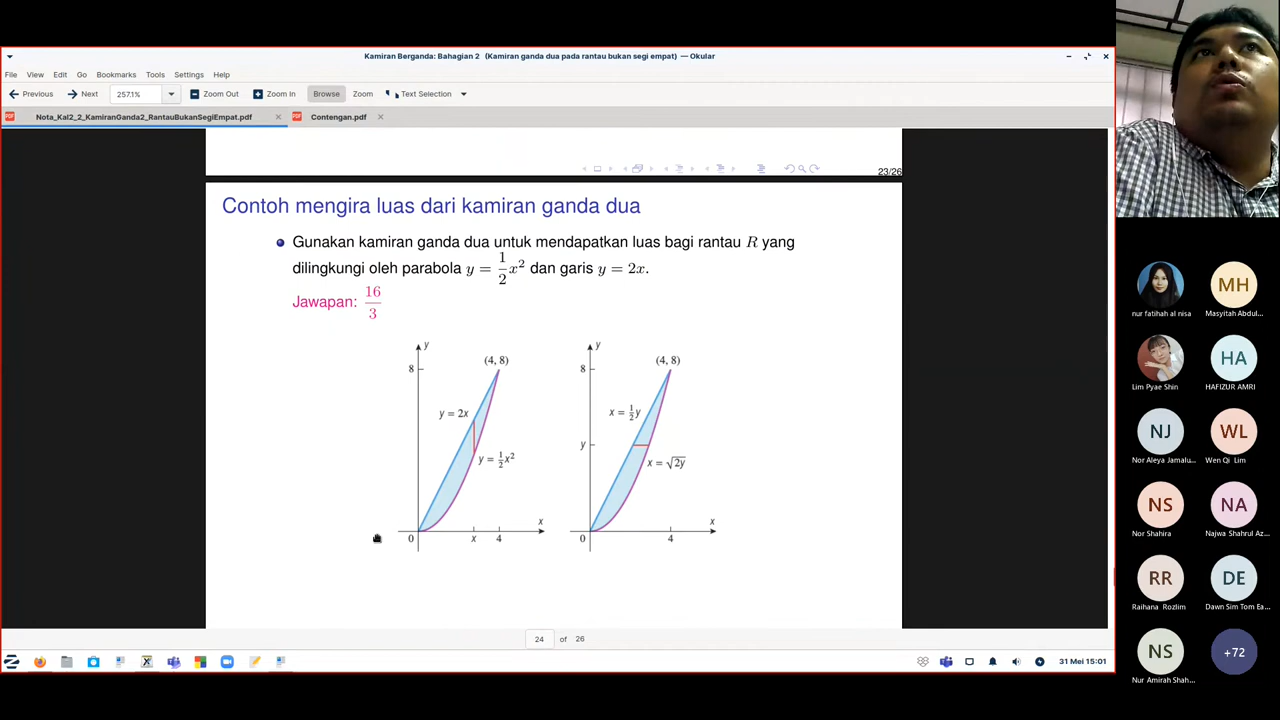 Kamiran Berganda: Bahagian 2 (Kamiran ganda dua pada rantau bukan segi empat) — Okular
File View Edit Go Bookmarks Tools Settings Help
Previous Next 257.1% Zoom Out Zoom In Browse Zoom Text Selection
Nota_Kal2_2_KamiranGanda2_RantauBukanSegiEmpat.pdf Contengan.pdf
23/26
Contoh mengira luas dari kamiran ganda dua
Gunakan kamiran ganda dua untuk mendapatkan luas bagi rantau R yang
dilingkungi oleh parabola y = 1/2 x² dan garis y = 2x.
Jawapan: 16/3
y
(4, 8)
8
y = 2x
y = ½x²
x
0 x 4
y
(4, 8)
8
x = ½y
y
x = √2y
x
0 4
24 of 26
31 Mei 15:01
nur fatihah al nisa
MH
Masyitah Abdul...
Lim Pyae Shin
HA
HAFIZUR AMRI
NJ
Nor Aleya Jamalu...
WL
Wen Qi Lim
NS
Nor Shahira
NA
Najwa Shahrul Az...
RR
Raihana Rozlim
DE
Dawn Sim Tom Ea...
NS
Nur Amirah Shah...
+72